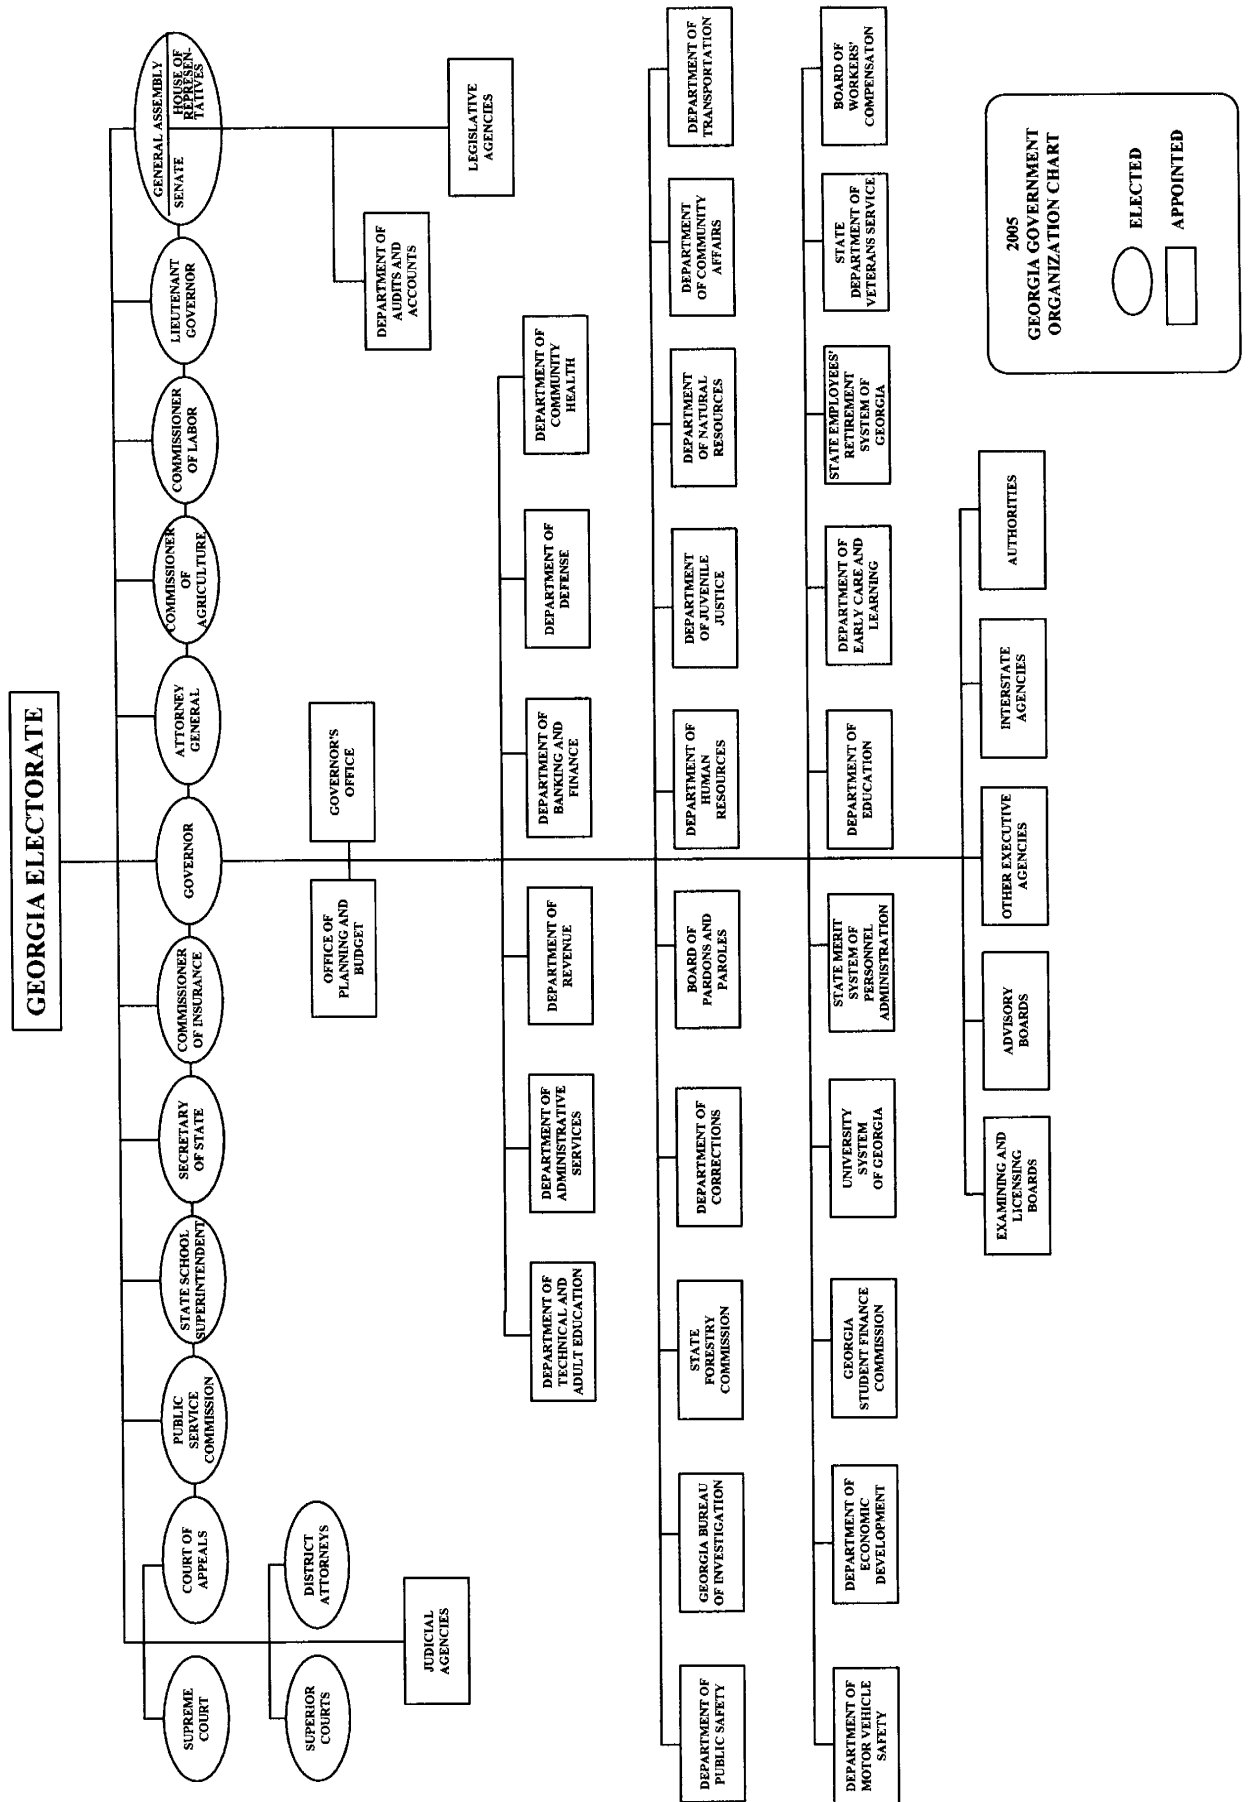 GEORGIA ELECTORATE
SUPREME
COURT
COURT OF
APPEALS
PUBLIC
SERVICE
COMMISSION
STATE SCHOOL
SUPERINTENDENT
SECRETARY
OF STATE
COMMISSIONER
OF INSURANCE
GOVERNOR
ATTORNEY
GENERAL
COMMISSIONER
OF
AGRICULTURE
COMMISSIONER
OF LABOR
LIEUTENANT
GOVERNOR
GENERAL ASSEMBLY
SENATE
HOUSE OF
REPRESEN-
TATIVES
SUPERIOR
COURTS
DISTRICT
ATTORNEYS
JUDICIAL
AGENCIES
OFFICE OF
PLANNING AND
BUDGET
GOVERNOR'S
OFFICE
DEPARTMENT OF
AUDITS AND
ACCOUNTS
LEGISLATIVE
AGENCIES
DEPARTMENT OF
TECHNICAL AND
ADULT EDUCATION
DEPARTMENT OF
ADMINISTRATIVE
SERVICES
DEPARTMENT OF
REVENUE
DEPARTMENT OF
BANKING AND
FINANCE
DEPARTMENT OF
DEFENSE
DEPARTMENT OF
COMMUNITY
HEALTH
DEPARTMENT OF
PUBLIC SAFETY
GEORGIA BUREAU
OF INVESTIGATION
STATE
FORESTRY
COMMISSION
DEPARTMENT OF
CORRECTIONS
BOARD OF
PARDONS AND
PAROLES
DEPARTMENT OF
HUMAN
RESOURCES
DEPARTMENT
OF JUVENILE
JUSTICE
DEPARTMENT
OF NATURAL
RESOURCES
DEPARTMENT
OF COMMUNITY
AFFAIRS
DEPARTMENT OF
TRANSPORTATION
DEPARTMENT OF
MOTOR VEHICLE
SAFETY
DEPARTMENT OF
ECONOMIC
DEVELOPMENT
GEORGIA
STUDENT FINANCE
COMMISSION
UNIVERSITY
SYSTEM
OF GEORGIA
STATE MERIT
SYSTEM OF
PERSONNEL
ADMINISTRATION
DEPARTMENT OF
EDUCATION
DEPARTMENT OF
EARLY CARE AND
LEARNING
STATE EMPLOYEES'
RETIREMENT
SYSTEM OF
GEORGIA
STATE
DEPARTMENT OF
VETERANS SERVICE
BOARD OF
WORKERS'
COMPENSATON
EXAMINING AND
LICENSING
BOARDS
ADVISORY
BOARDS
OTHER EXECUTIVE
AGENCIES
INTERSTATE
AGENCIES
AUTHORITIES
2005
GEORGIA GOVERNMENT
ORGANIZATION CHART
ELECTED
APPOINTED